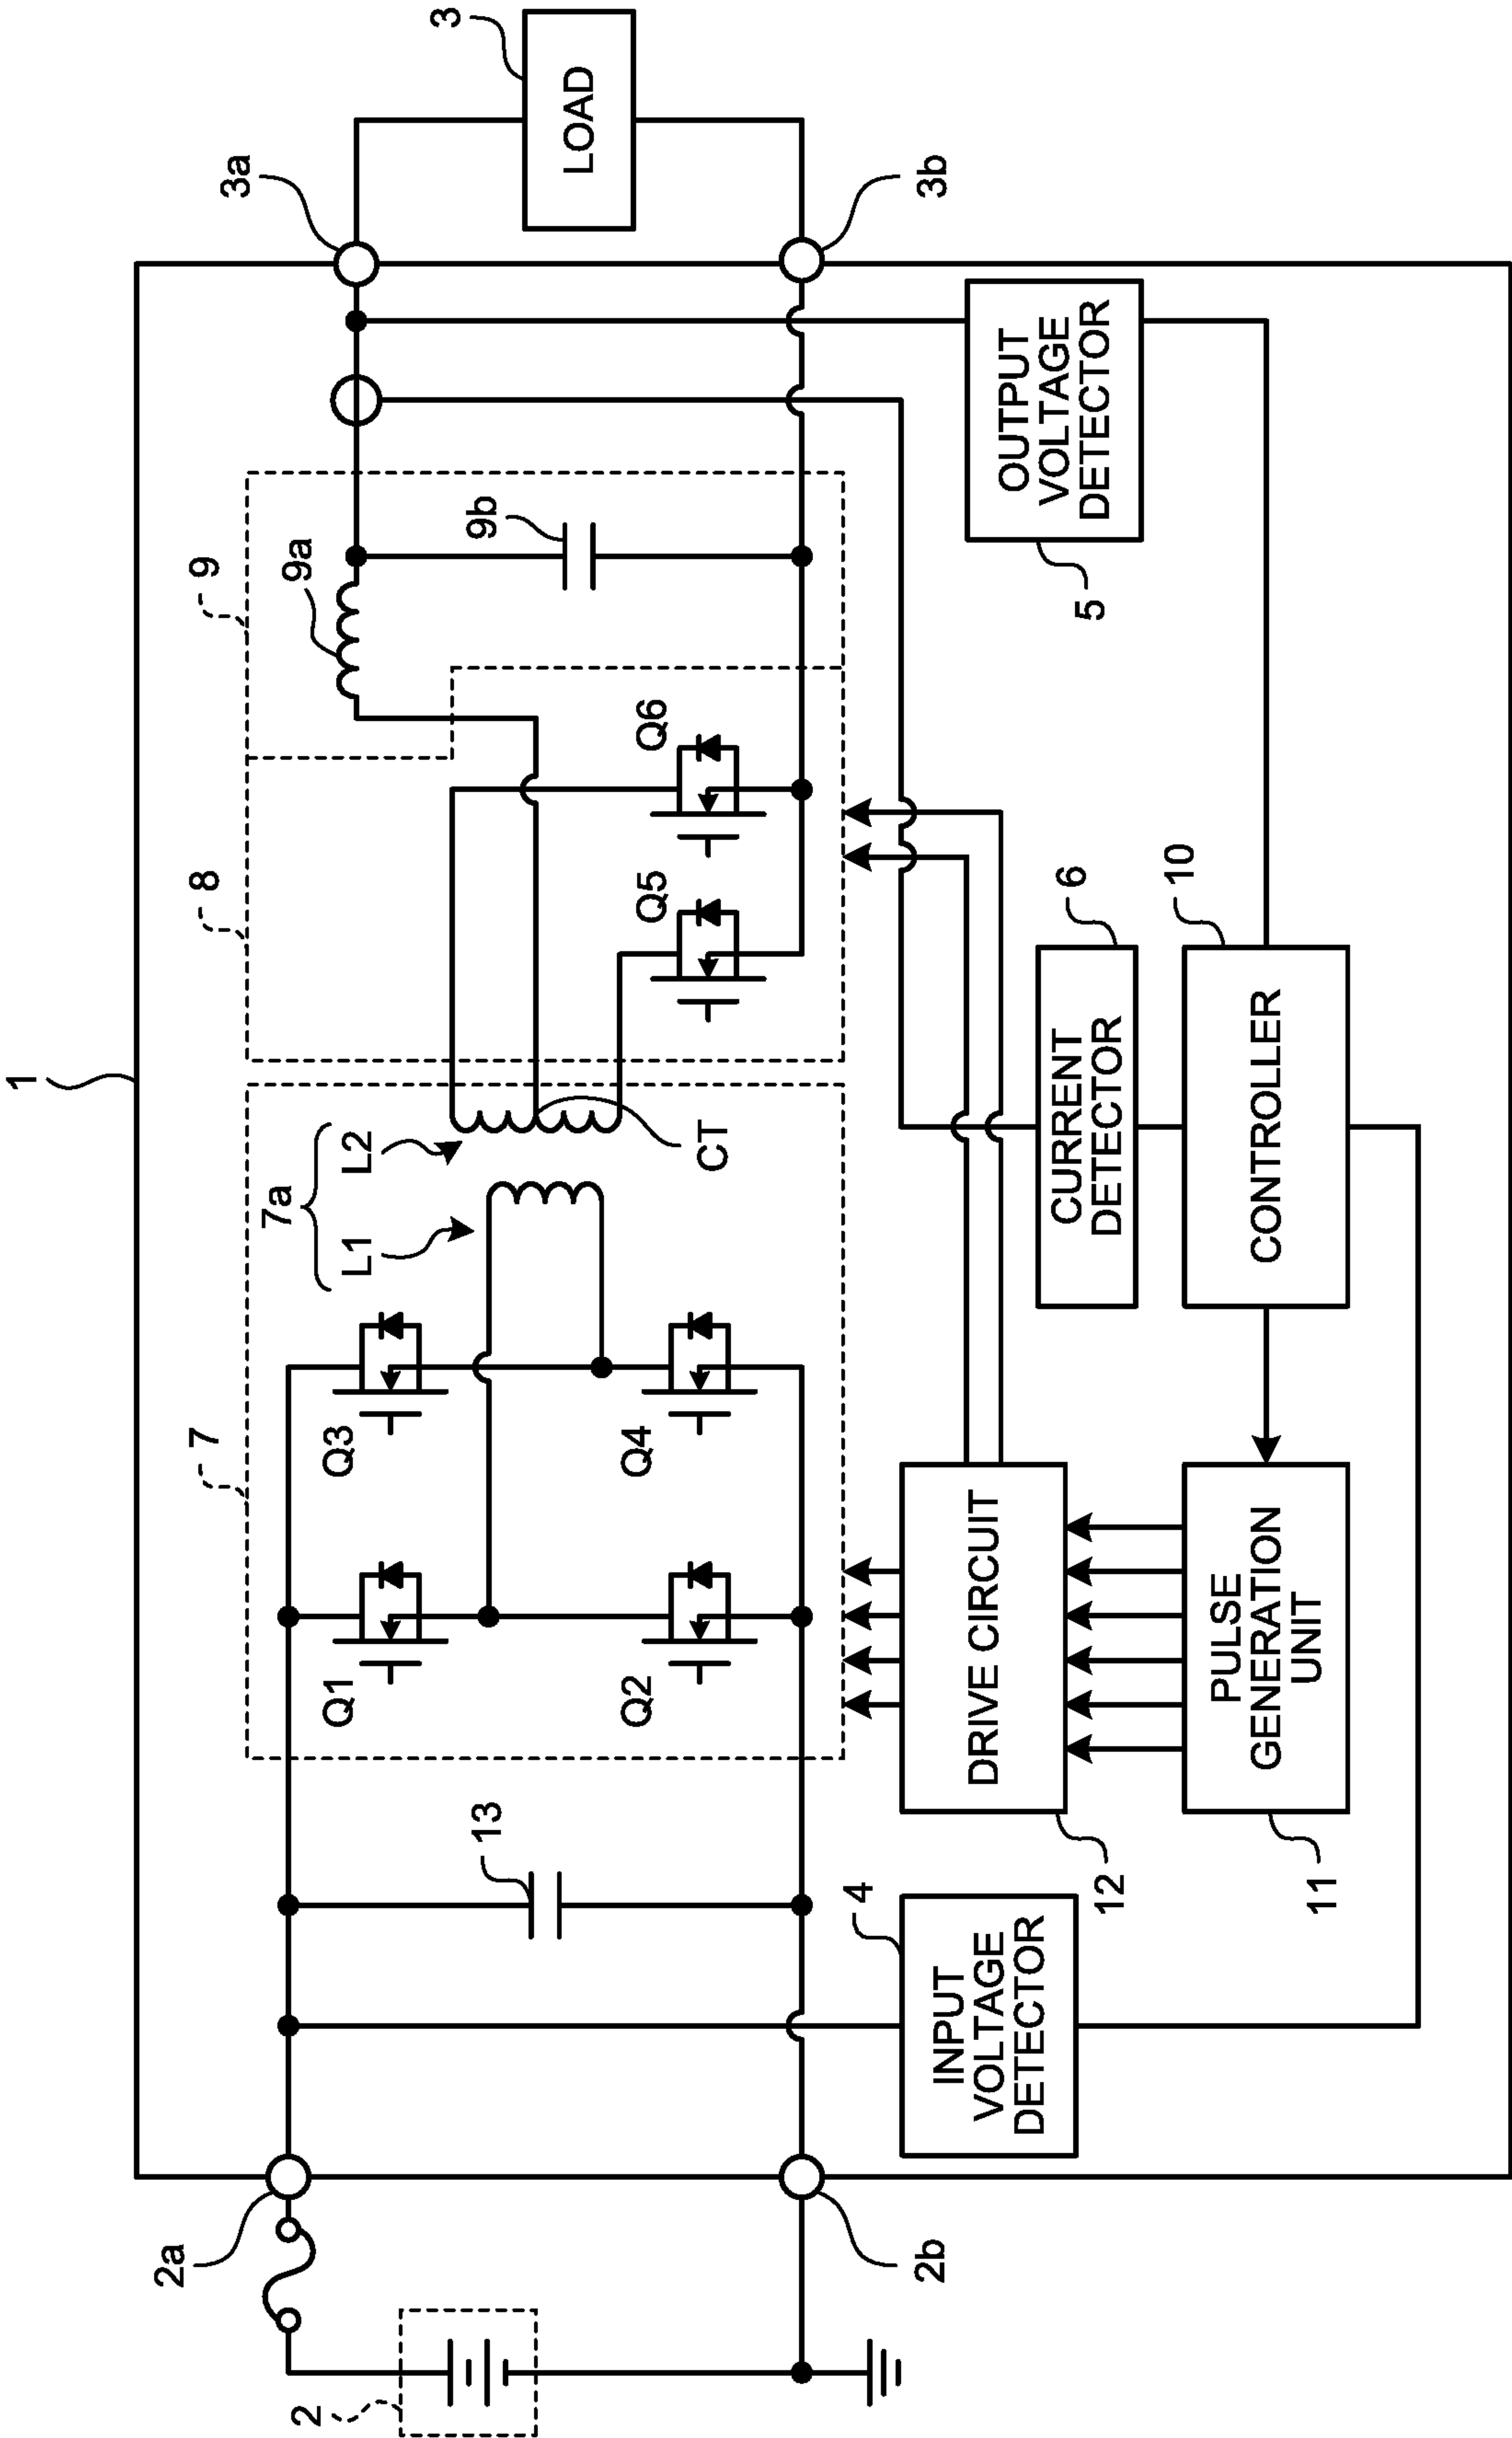 1
7
7a
8
9
9a
3a
3
L1
L2
Q1
Q3
CT
Q5
Q6
9b
LOAD
2a
2
13
Q2
Q4
2b
3b
4
INPUT
VOLTAGE
DETECTOR
12
DRIVE CIRCUIT
11
PULSE
GENERATION
UNIT
6
CURRENT
DETECTOR
10
CONTROLLER
5
OUTPUT
VOLTAGE
DETECTOR